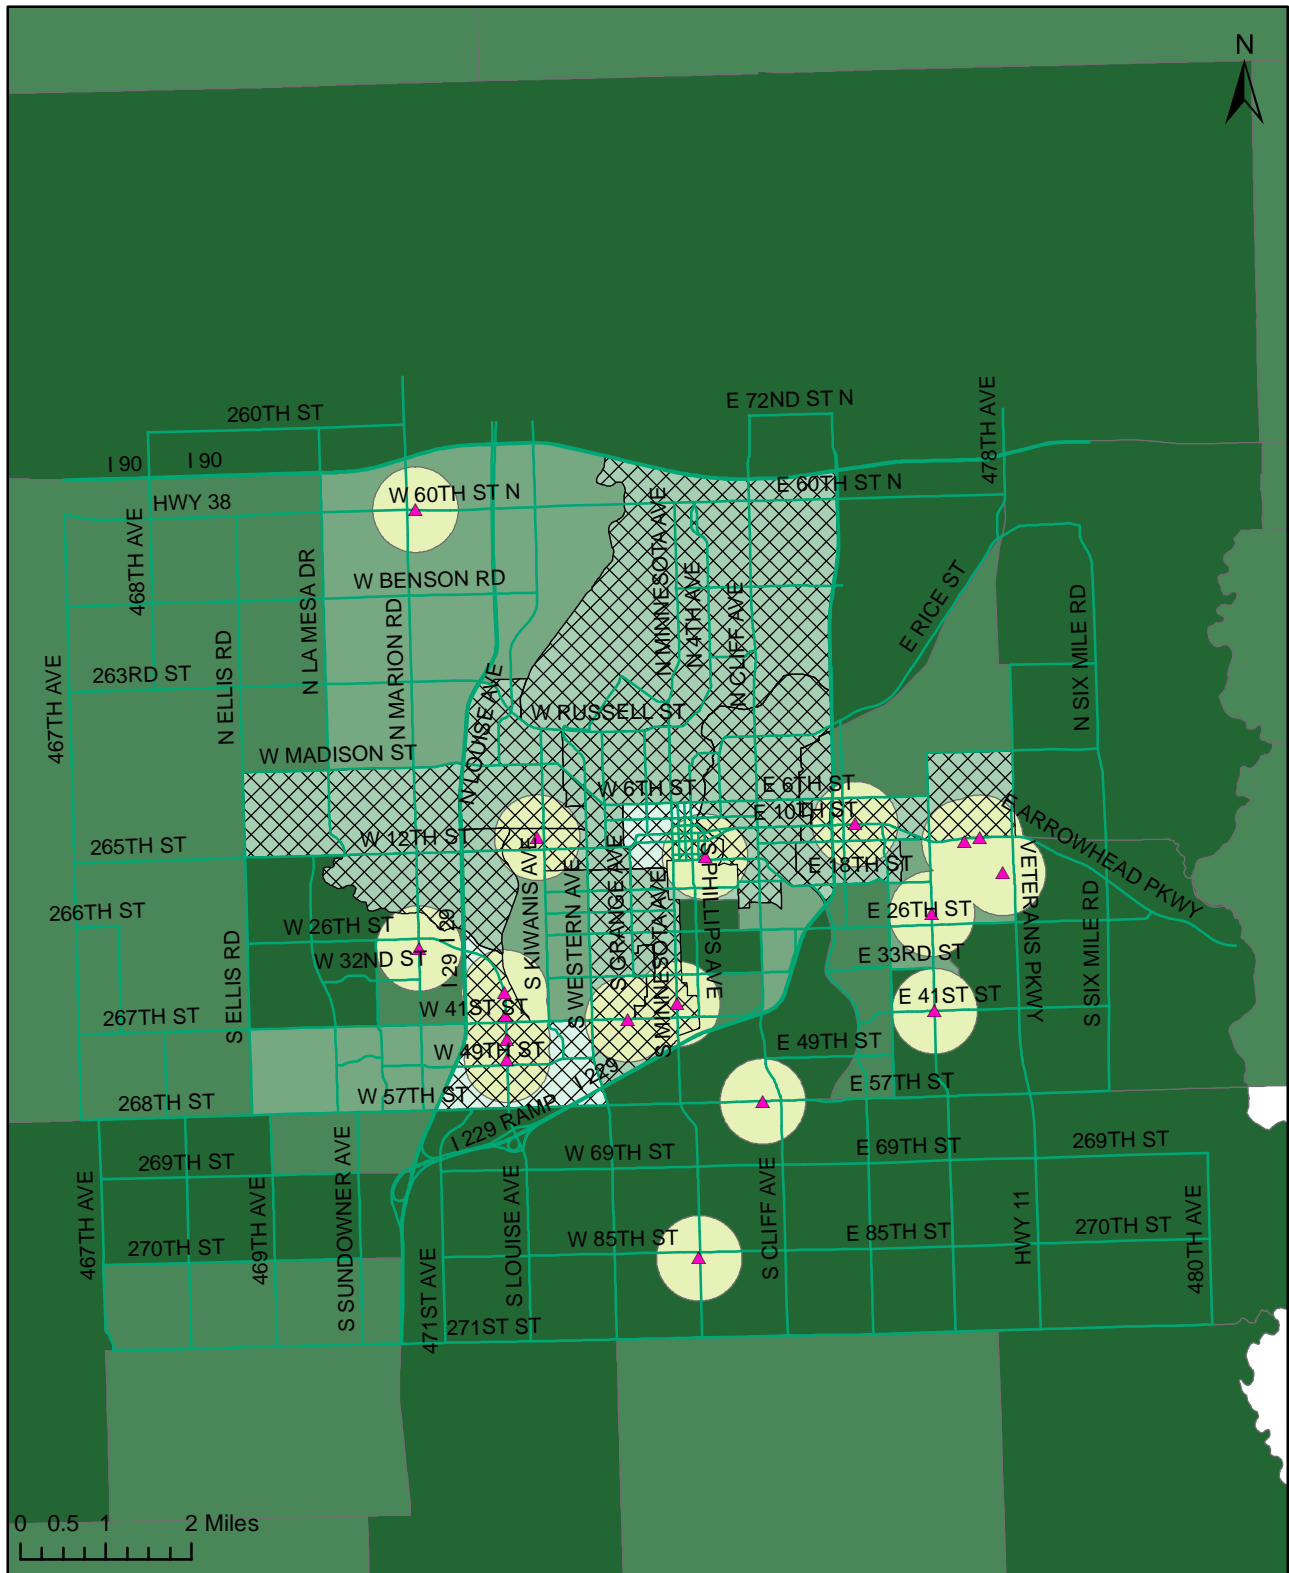 N
260TH ST
E 72ND ST N
478TH AVE
I 90
I 90
E 60TH ST N
W 60TH ST N
HWY 38
468TH AVE
N MINNESOTA AVE
W BENSON RD
N LA MESA DR
N MARION RD
N 4TH AVE
N CLIFF AVE
E RICE ST
N SIX MILE RD
N ELLIS RD
467TH AVE
263RD ST
N LOUISE AVE
W RUSSELL ST
W MADISON ST
W 6TH ST
E 6TH ST
E 10TH ST
E ARROWHEAD PKWY
265TH ST
W 12TH ST
E 18TH ST
S KIWANIS AVE
S WESTERN AVE
S GRANGE AVE
S MINNESOTA AVE
S PHILLIPS AVE
VETERANS PKWY
S SIX MILE RD
266TH ST
W 26TH ST
I 29
I 29
E 26TH ST
W 32ND ST
E 33RD ST
S ELLIS RD
267TH ST
W 41ST ST
E 41ST ST
W 49TH ST
E 49TH ST
I 229
268TH ST
W 57TH ST
E 57TH ST
I 229 RAMP
269TH ST
W 69TH ST
E 69TH ST
269TH ST
467TH AVE
469TH AVE
S SUNDOWNER AVE
471ST AVE
S LOUISE AVE
S CLIFF AVE
HWY 11
480TH AVE
270TH ST
W 85TH ST
E 85TH ST
270TH ST
271ST ST
0 0.5 1 2 Miles